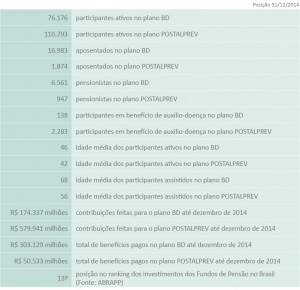 Posição 31/12/2014
76.176 participantes ativos no plano BD
110.793 participantes ativos no plano POSTALPREV
16.983 aposentados no plano BD
1.874 aposentados no plano POSTALPREV
6.561 pensionistas no plano BD
947 pensionistas no plano POSTALPREV
138 participantes em benefício de auxílio-doença no plano BD
2.283 participantes em benefício de auxílio-doença no plano POSTALPREV
46 idade média dos participantes ativos no plano BD
42 idade média dos participantes ativos no plano POSTALPREV
68 idade média dos participantes assistidos no plano BD
56 idade média dos participantes assistidos no plano POSTALPREV
R$ 174.337 milhões contribuições feitas para o plano BD até dezembro de 2014
R$ 579.941 milhões contribuições feitas para o plano POSTALPREV até dezembro de 2014
R$ 303.129 milhões total de benefícios pagos no plano BD até dezembro de 2014
R$ 50.533 milhões total de benefícios pagos no plano POSTALPREV até dezembro de 2014
13º posição no ranking dos investimentos dos Fundos de Pensão no Brasil
(Fonte: ABRAPP)